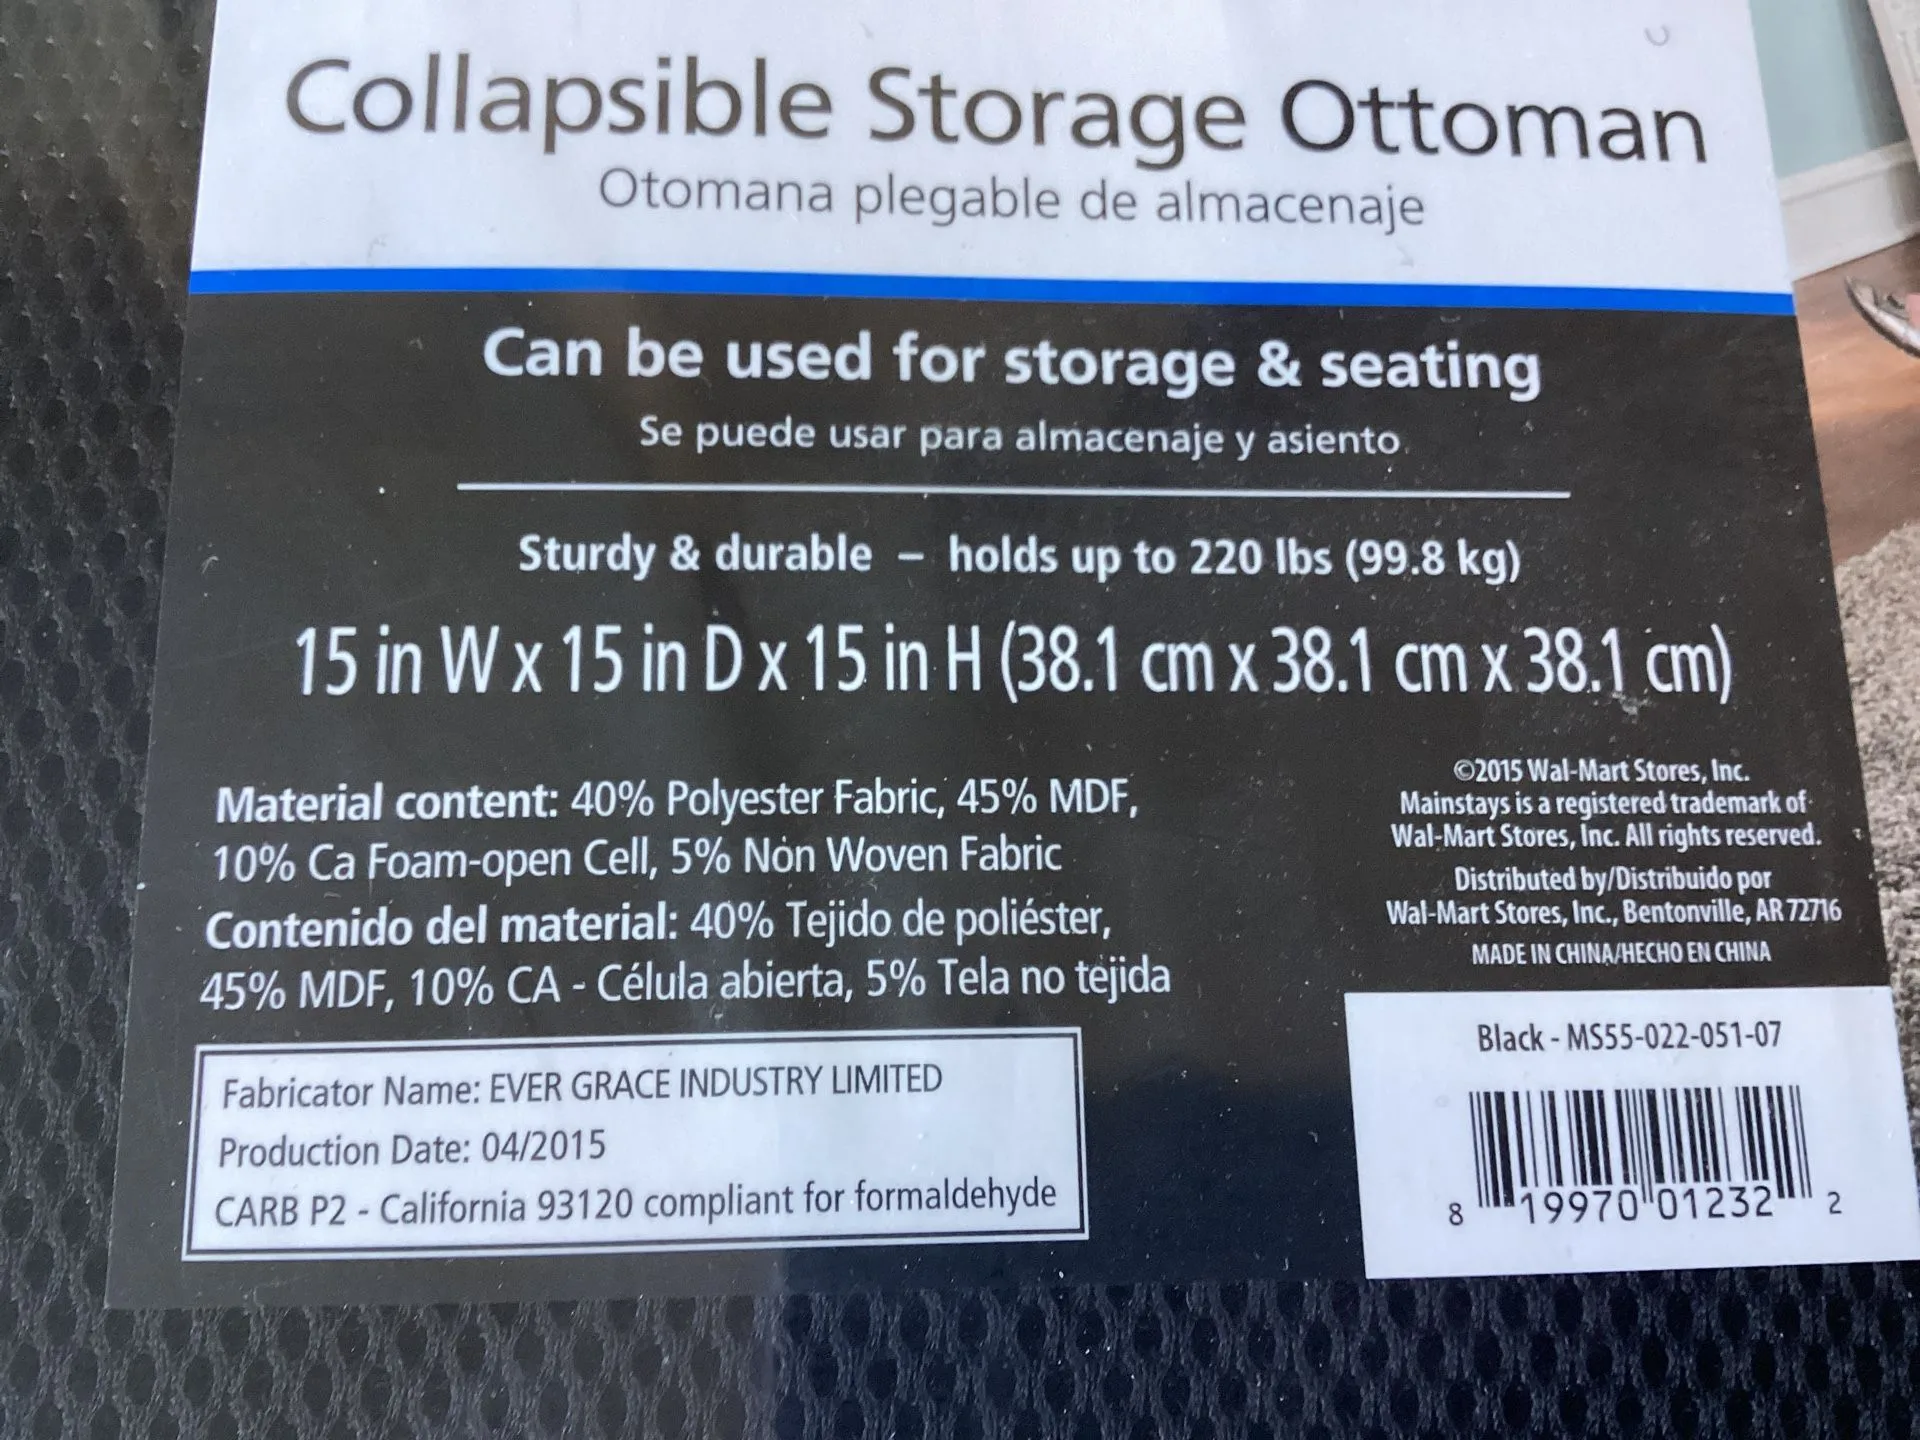 Collapsible Storage Ottoman
Otomana plegable de almacenaje
Can be used for storage & seating
Se puede usar para almacenaje y asiento
Sturdy & durable – holds up to 220 lbs (99.8 kg)
15 in W x 15 in D x 15 in H (38.1 cm x 38.1 cm x 38.1 cm)
Material content: 40% Polyester Fabric, 45% MDF,
10% Ca Foam-open Cell, 5% Non Woven Fabric
Contenido del material: 40% Tejido de poliéster,
45% MDF, 10% CA - Célula abierta, 5% Tela no tejida
Fabricator Name: EVER GRACE INDUSTRY LIMITED
Production Date: 04/2015
CARB P2 - California 93120 compliant for formaldehyde
©2015 Wal-Mart Stores, Inc.
Mainstays is a registered trademark of
Wal-Mart Stores, Inc. All rights reserved.
Distributed by/Distribuido por
Wal-Mart Stores, Inc., Bentonville, AR 72716
MADE IN CHINA/HECHO EN CHINA
Black - MS55-022-051-07
8 19970 01232 2